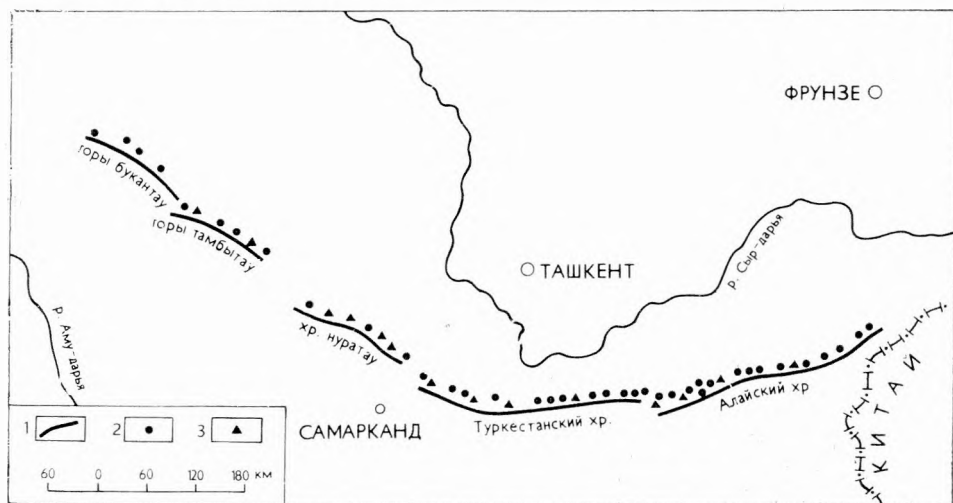 ФРУНЗЕ
горы букантау
горы тамбытау
ТАШКЕНТ
р. Сыр-дарья
р. Аму-дарья
хр. нуратау
САМАРКАНД
Туркестанский хр.
Алайский хр
КИТАЙ
1 2 3
60 0 60 120 180 км